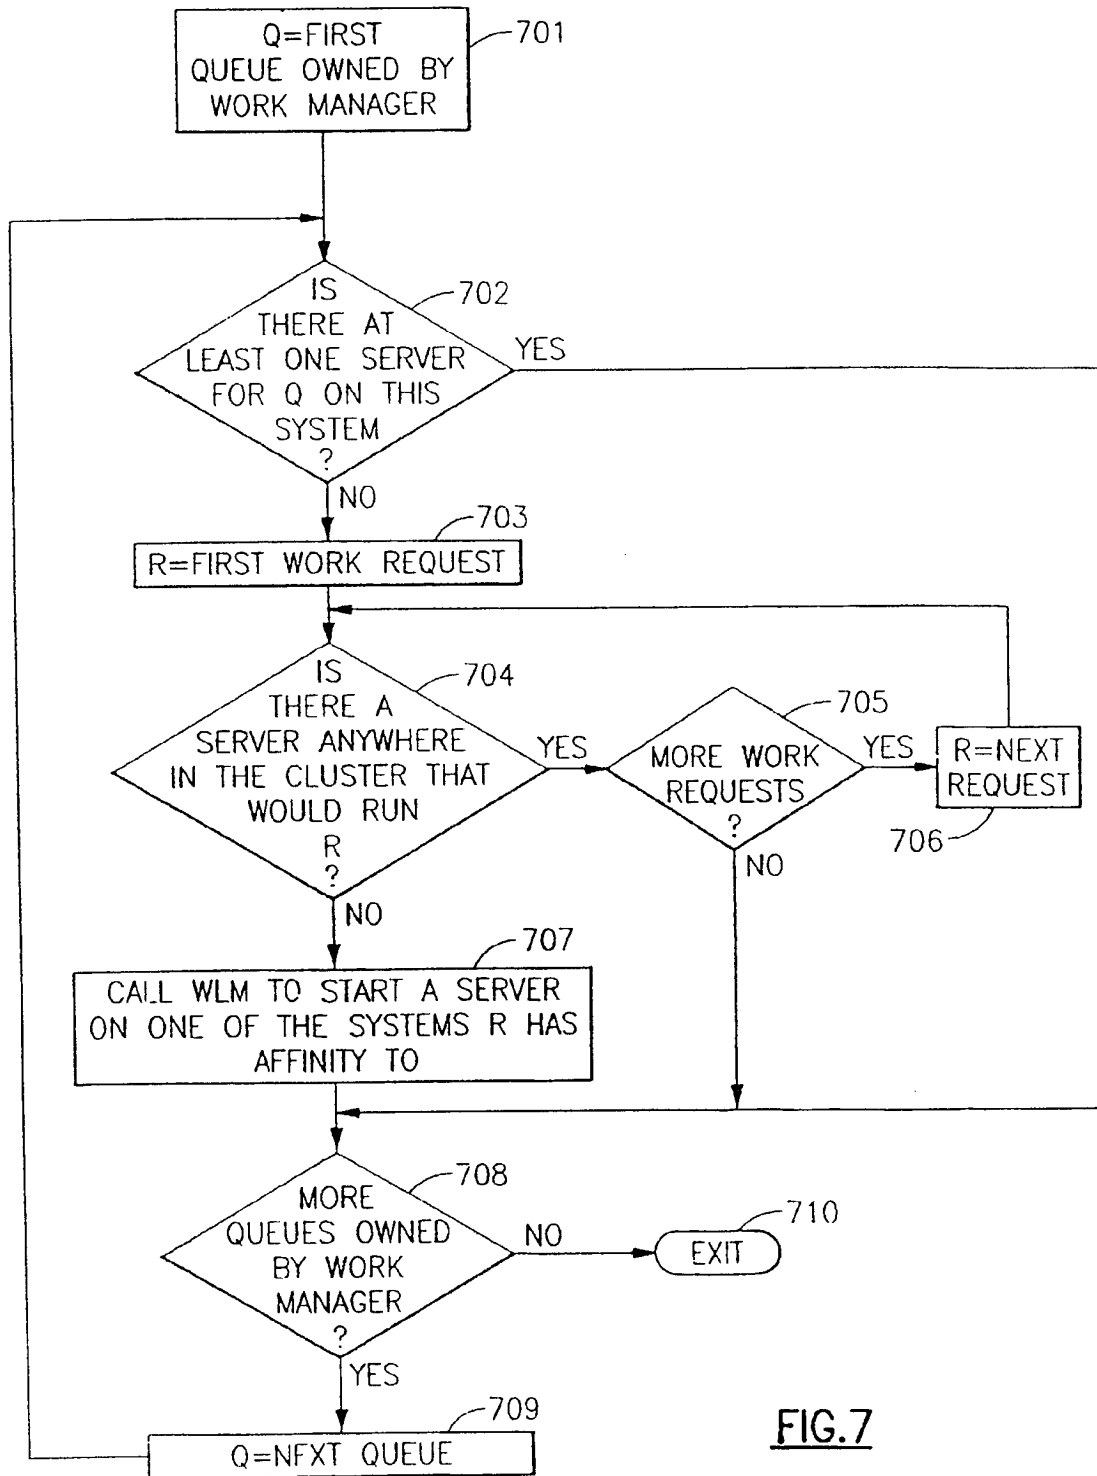 Q=FIRST
QUEUE OWNED BY
WORK MANAGER
701
IS
THERE AT
LEAST ONE SERVER
FOR Q ON THIS
SYSTEM
?
702
YES
NO
703
R=FIRST WORK REQUEST
IS
THERE A
SERVER ANYWHERE
IN THE CLUSTER THAT
WOULD RUN
R
?
704
YES
705
MORE WORK
REQUESTS
?
YES
R=NEXT
REQUEST
706
NO
NO
707
CALL WLM TO START A SERVER
ON ONE OF THE SYSTEMS R HAS
AFFINITY TO
708
MORE
QUEUES OWNED
BY WORK
MANAGER
?
NO
710
EXIT
YES
709
Q=NEXT QUEUE
FIG.7